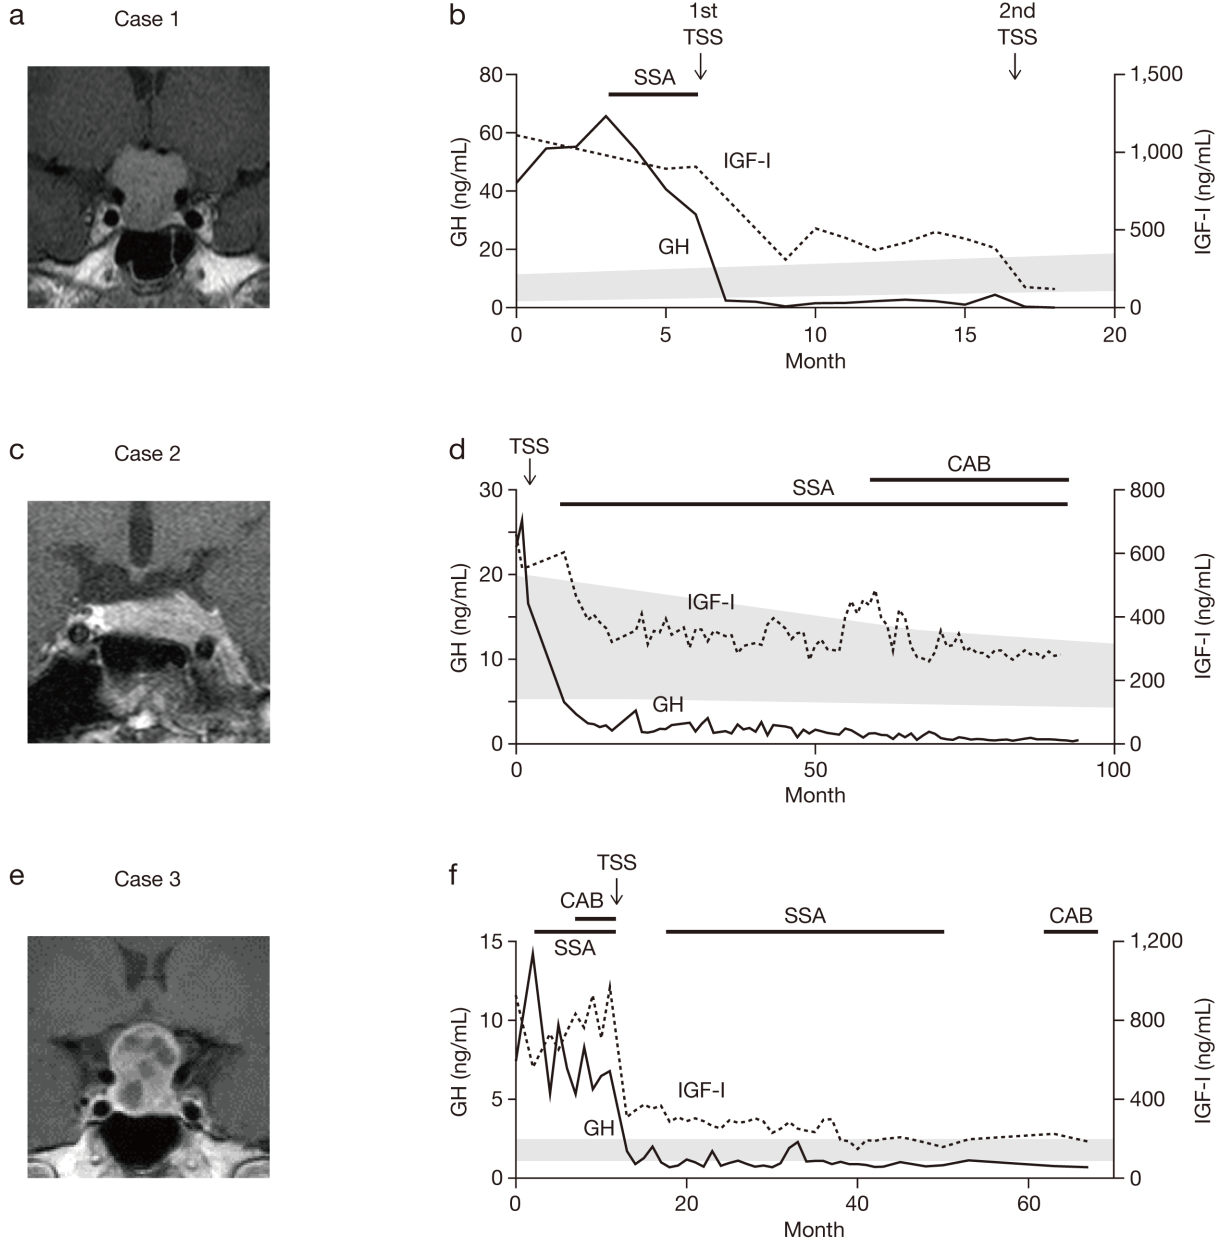 a Case 1
b 1st 2nd
TSS TSS
80 SSA 1,500
60
40
20
0
GH (ng/mL)
IGF-I
GH
1,000
500
0
IGF-I (ng/mL)
0 5 10 15 20
Month
c Case 2
d TSS
CAB
SSA
30
20
10
0
GH (ng/mL)
IGF-I
GH
800
600
400
200
0
IGF-I (ng/mL)
0 50 100
Month
e Case 3
f TSS
CAB SSA CAB
SSA
15
10
5
0
GH (ng/mL)
IGF-I
GH
1,200
800
400
0
IGF-I (ng/mL)
0 20 40 60
Month